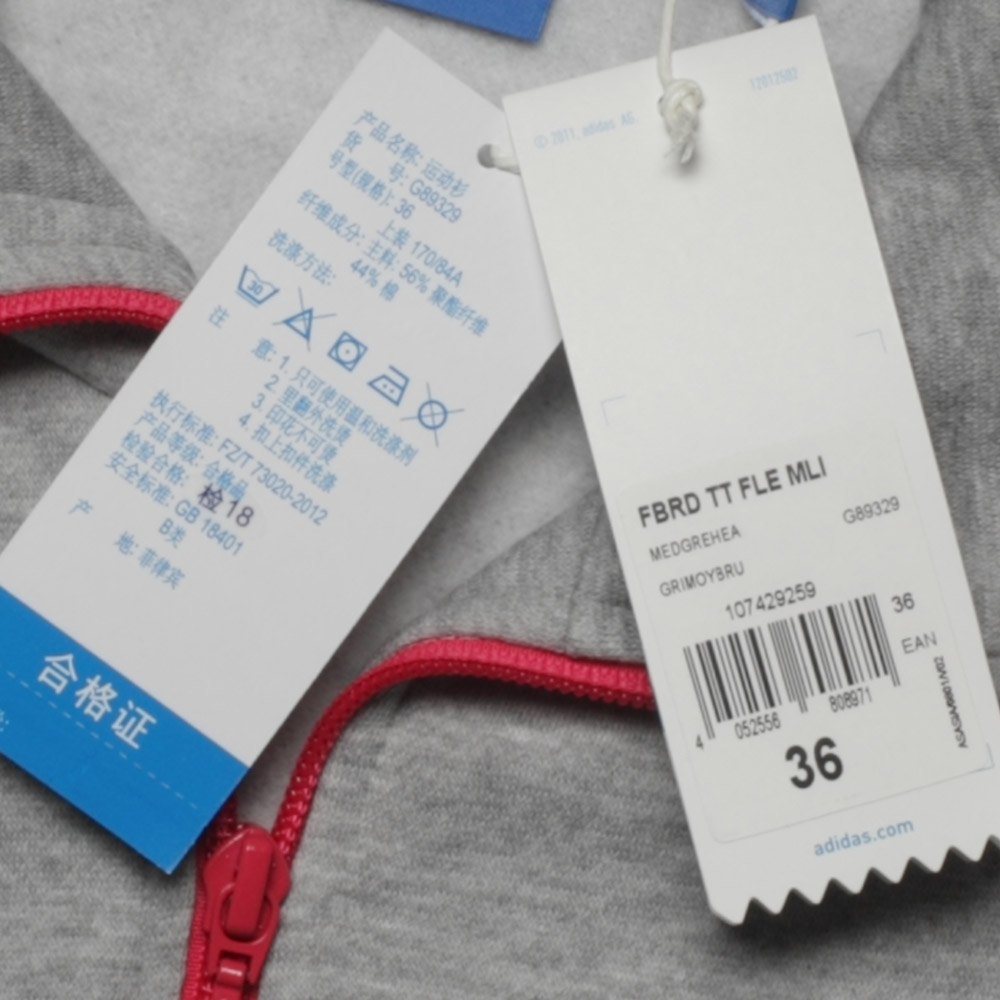 产品名称: 运动衫
货 号: G89329
号型(规格): 36
上装 170/84A
纤维成分: 主料: 56% 聚酯纤维
44% 棉
洗涤方法:
30
注 意: 1. 只可使用温和洗涤剂
2. 里翻外洗烫
3. 印花不可烫
4. 扣上扣件洗涤
执行标准: FZ/T 73020-2012
产品等级: 合格品
检验合格: 检18
安全标准: GB 18401
B类
产 地: 菲律宾
合格证
© 2011, adidas AG.
12012502
FBRD TT FLE MLI
MEDGREHEA G89329
GRIMOYBRU
107429259
36
EAN
4 052556 808971
36
adidas.com